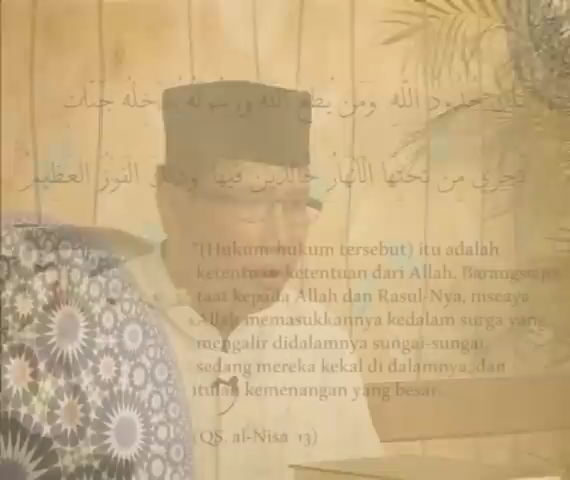 تلك حدود الله ومن يطع الله ورسوله يدخله جنات
تجري من تحتها الأنهار خالدين فيها وذلك الفوز العظيم
"(Hukum-hukum tersebut) itu adalah
ketentuan-ketentuan dari Allah. Barangsiapa
taat kepada Allah dan Rasul-Nya, niscaya
Allah memasukkannya kedalam surga yang
mengalir didalamnya sungai-sungai,
sedang mereka kekal di dalamnya; dan
itulah kemenangan yang besar.
(QS. al-Nisa 13)